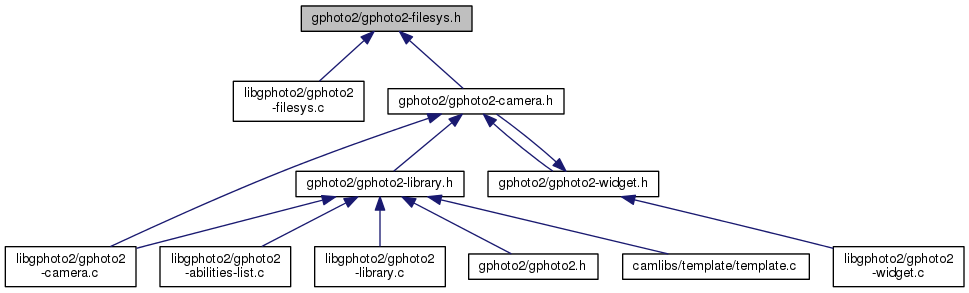 gphoto2/gphoto2-filesys.h
libgphoto2/gphoto2
-filesys.c
gphoto2/gphoto2-camera.h
gphoto2/gphoto2-library.h
gphoto2/gphoto2-widget.h
libgphoto2/gphoto2
-camera.c
libgphoto2/gphoto2
-abilities-list.c
libgphoto2/gphoto2
-library.c
gphoto2/gphoto2.h
camlibs/template/template.c
libgphoto2/gphoto2
-widget.c